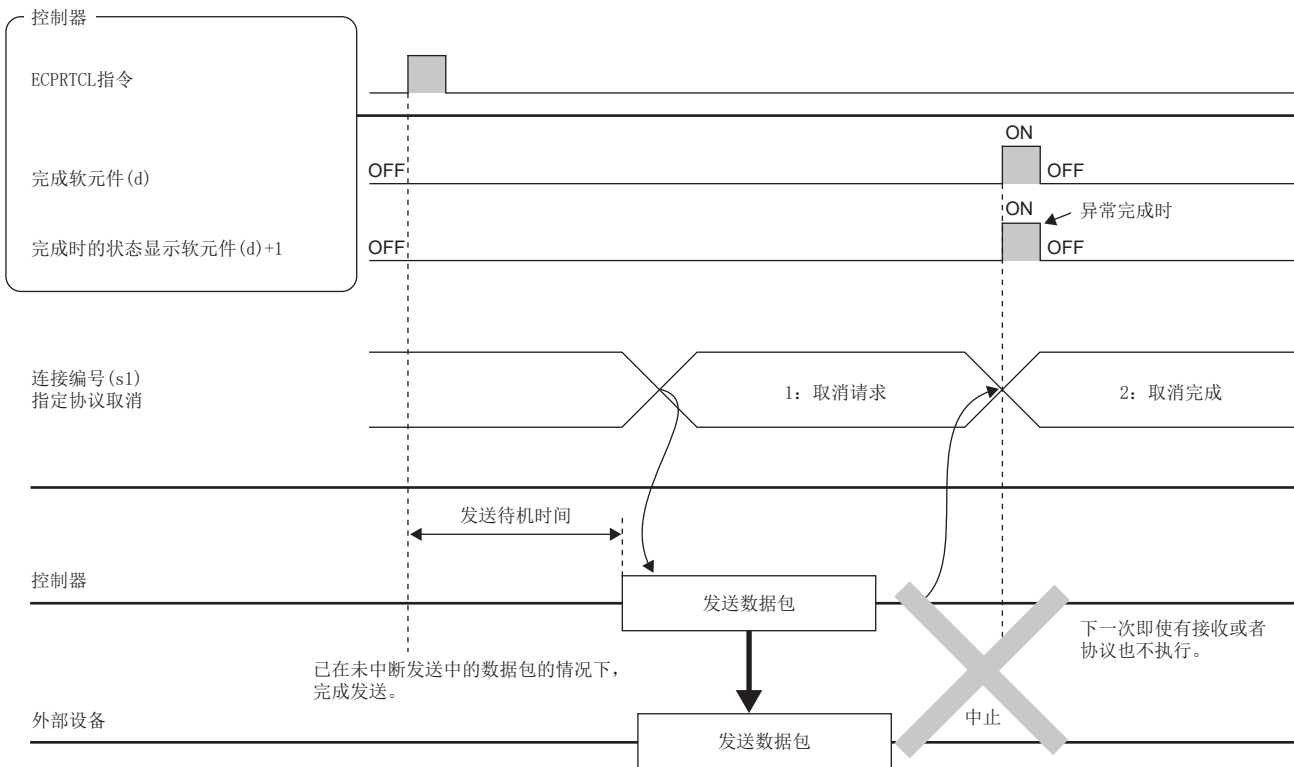 控制器
ECPRTCL指令
ON
完成软元件(d)
OFF
OFF
ON
异常完成时
完成时的状态显示软元件(d)+1
OFF
OFF
连接编号(s1)
指定协议取消
1: 取消请求
2: 取消完成
发送待机时间
控制器
发送数据包
下一次即使有接收或者
协议也不执行。
已在未中断发送中的数据包的情况下，
完成发送。
外部设备
中止
发送数据包